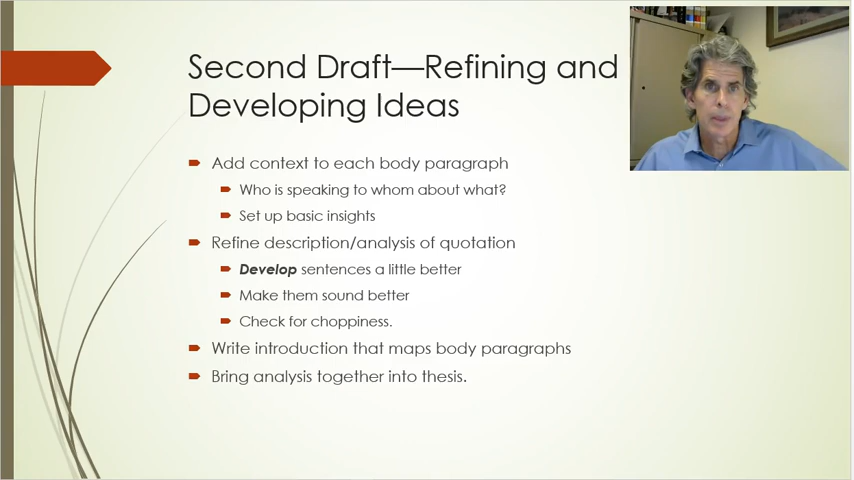 Second Draft—Refining and
Developing Ideas
Add context to each body paragraph
Who is speaking to whom about what?
Set up basic insights
Refine description/analysis of quotation
Develop sentences a little better
Make them sound better
Check for choppiness.
Write introduction that maps body paragraphs
Bring analysis together into thesis.